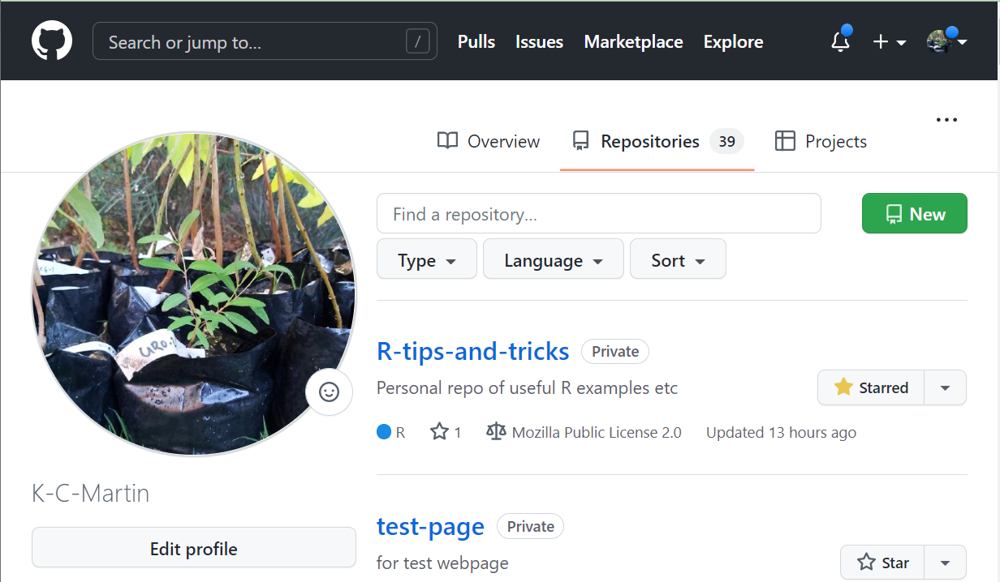 Search or jump to... /
Pulls Issues Marketplace Explore
Overview Repositories 39 Projects
Find a repository... New
Type Language Sort
R-tips-and-tricks Private
Personal repo of useful R examples etc Starred
R 1 Mozilla Public License 2.0 Updated 13 hours ago
K-C-Martin
Edit profile
test-page Private
for test webpage Star